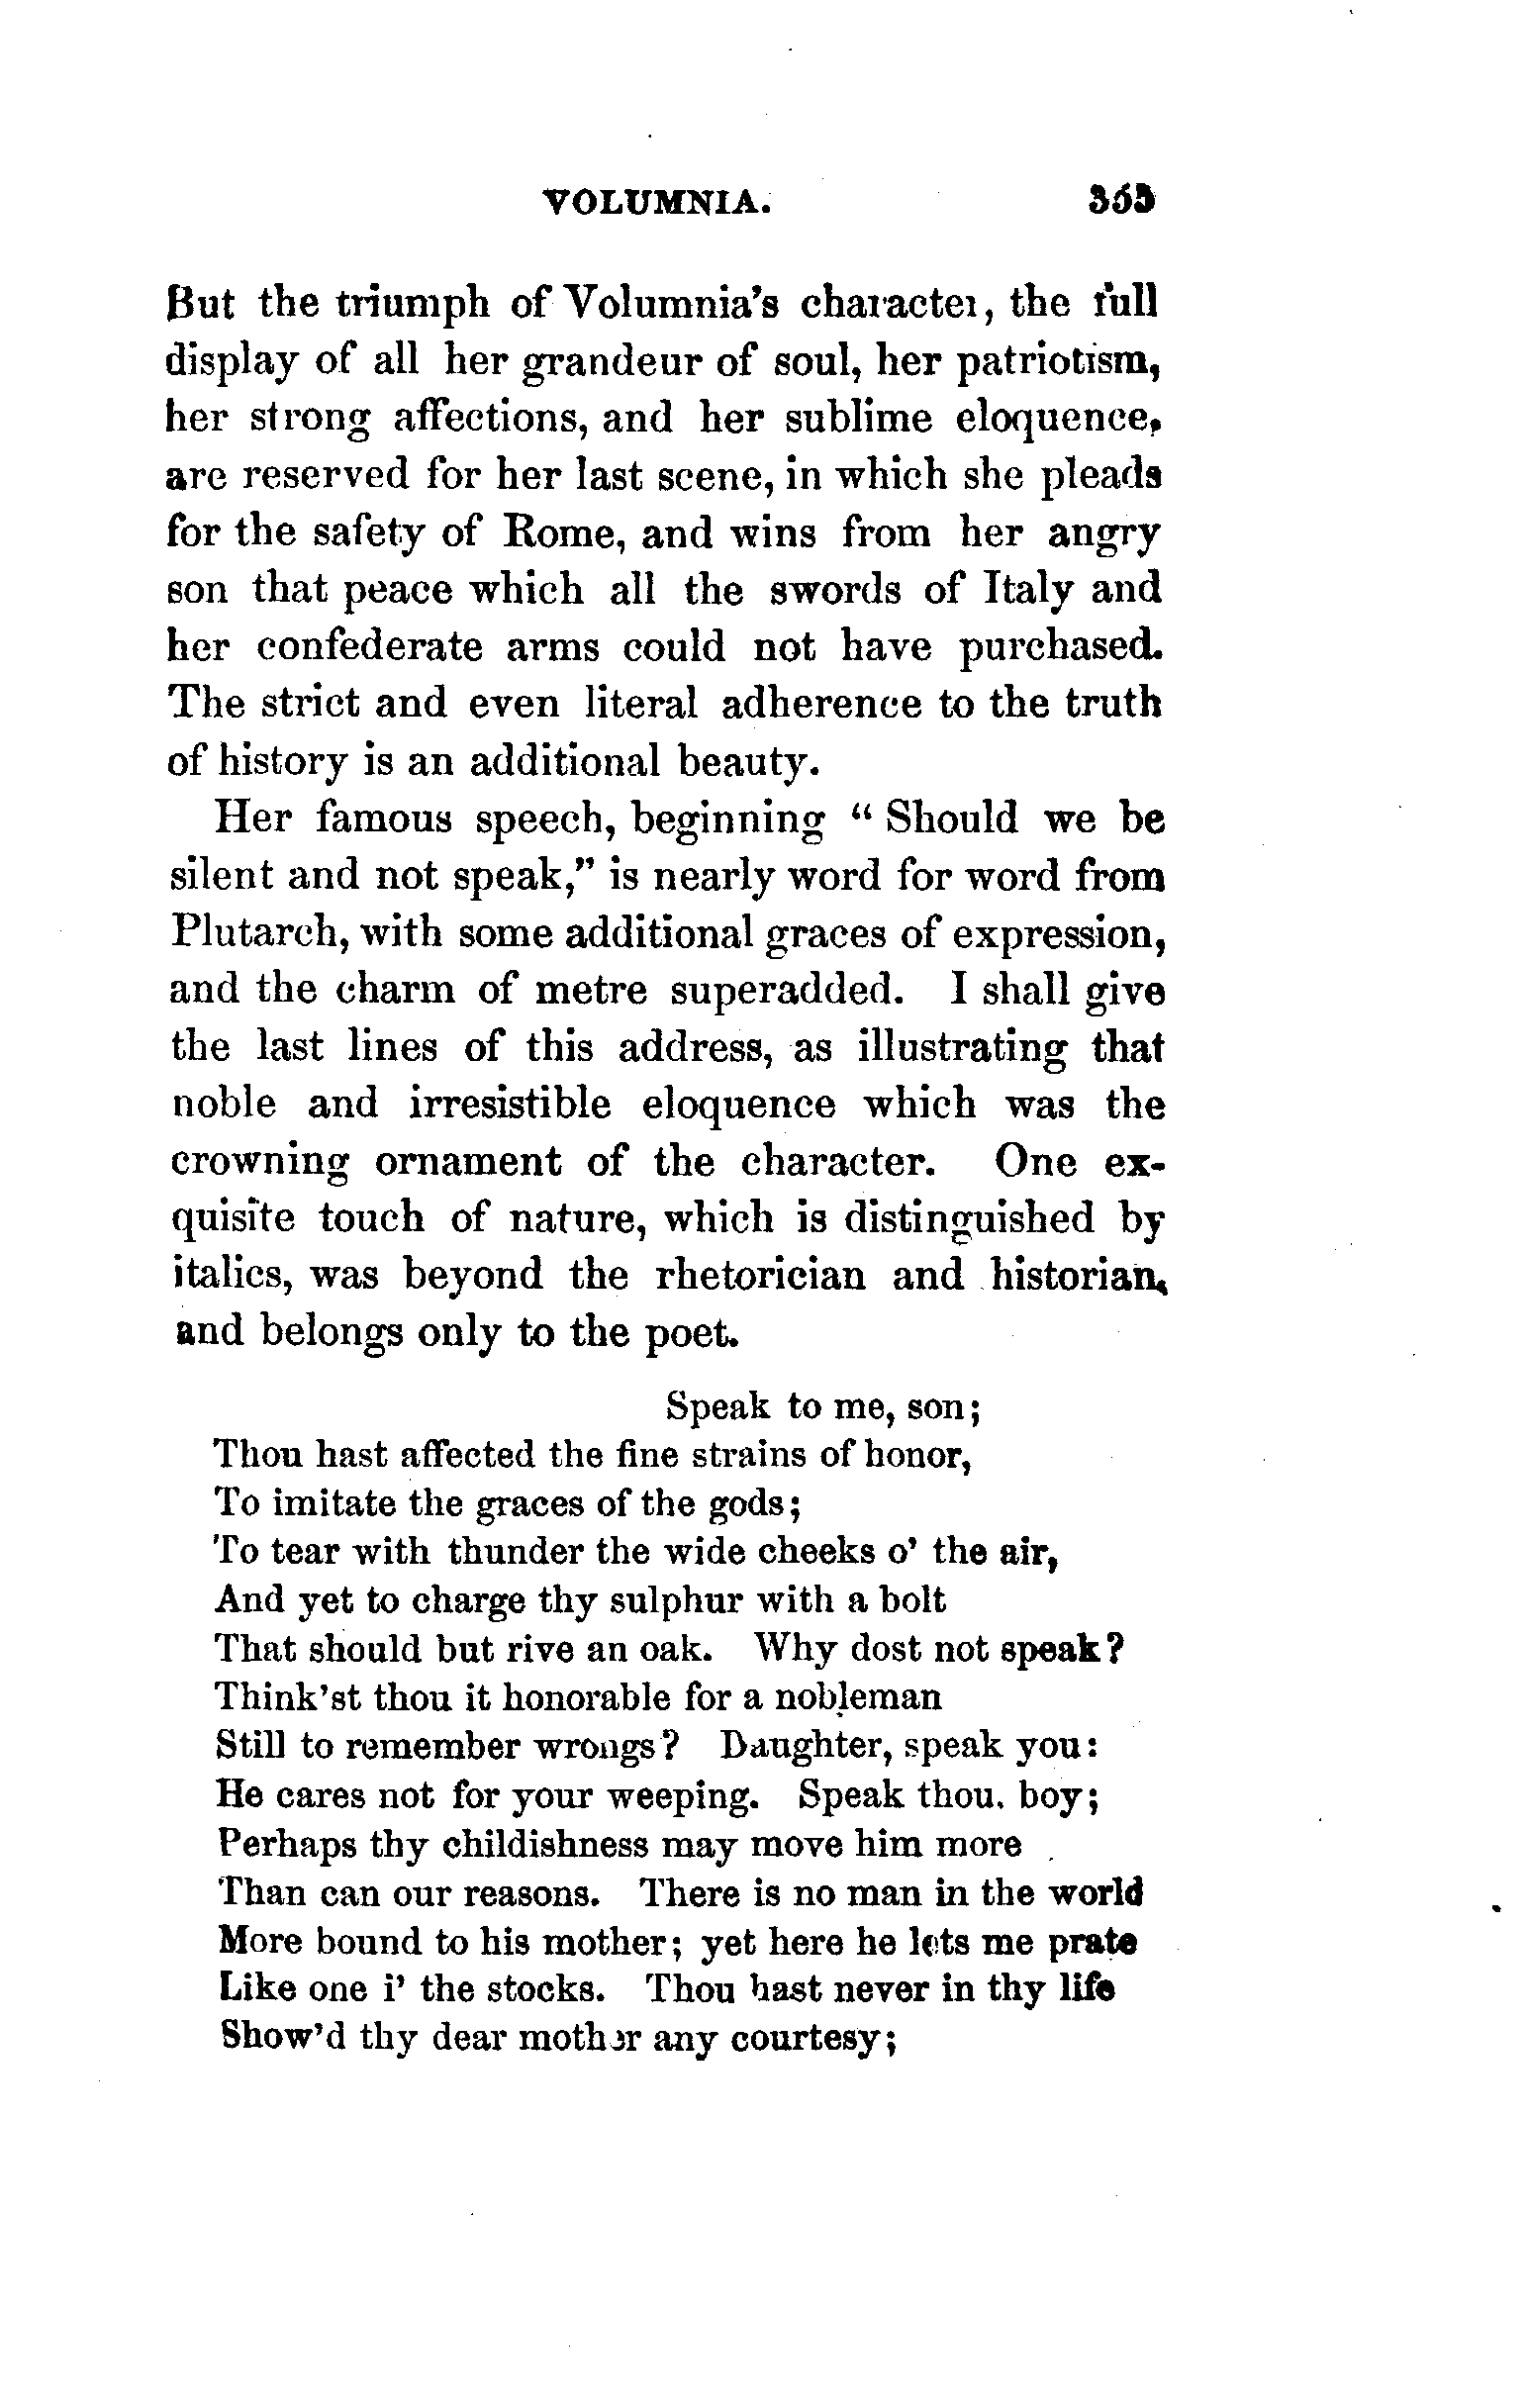 VOLUMNIA. 353
But the triumph of Volumnia's character, the full
display of all her grandeur of soul, her patriotism,
her strong affections, and her sublime eloquence,
are reserved for her last scene, in which she pleads
for the safety of Rome, and wins from her angry
son that peace which all the swords of Italy and
her confederate arms could not have purchased.
The strict and even literal adherence to the truth
of history is an additional beauty.
Her famous speech, beginning “ Should we be
silent and not speak,” is nearly word for word from
Plutarch, with some additional graces of expression,
and the charm of metre superadded. I shall give
the last lines of this address, as illustrating that
noble and irresistible eloquence which was the
crowning ornament of the character. One ex-
quisite touch of nature, which is distinguished by
italics, was beyond the rhetorician and historian,
and belongs only to the poet.
Speak to me, son;
Thou hast affected the fine strains of honor,
To imitate the graces of the gods;
To tear with thunder the wide cheeks o' the air,
And yet to charge thy sulphur with a bolt
That should but rive an oak. Why dost not speak?
Think'st thou it honorable for a nobleman
Still to remember wrongs? Daughter, speak you:
He cares not for your weeping. Speak thou, boy;
Perhaps thy childishness may move him more
Than can our reasons. There is no man in the world
More bound to his mother; yet here he lets me prate
Like one i' the stocks. Thou hast never in thy life
Show'd thy dear mother any courtesy;